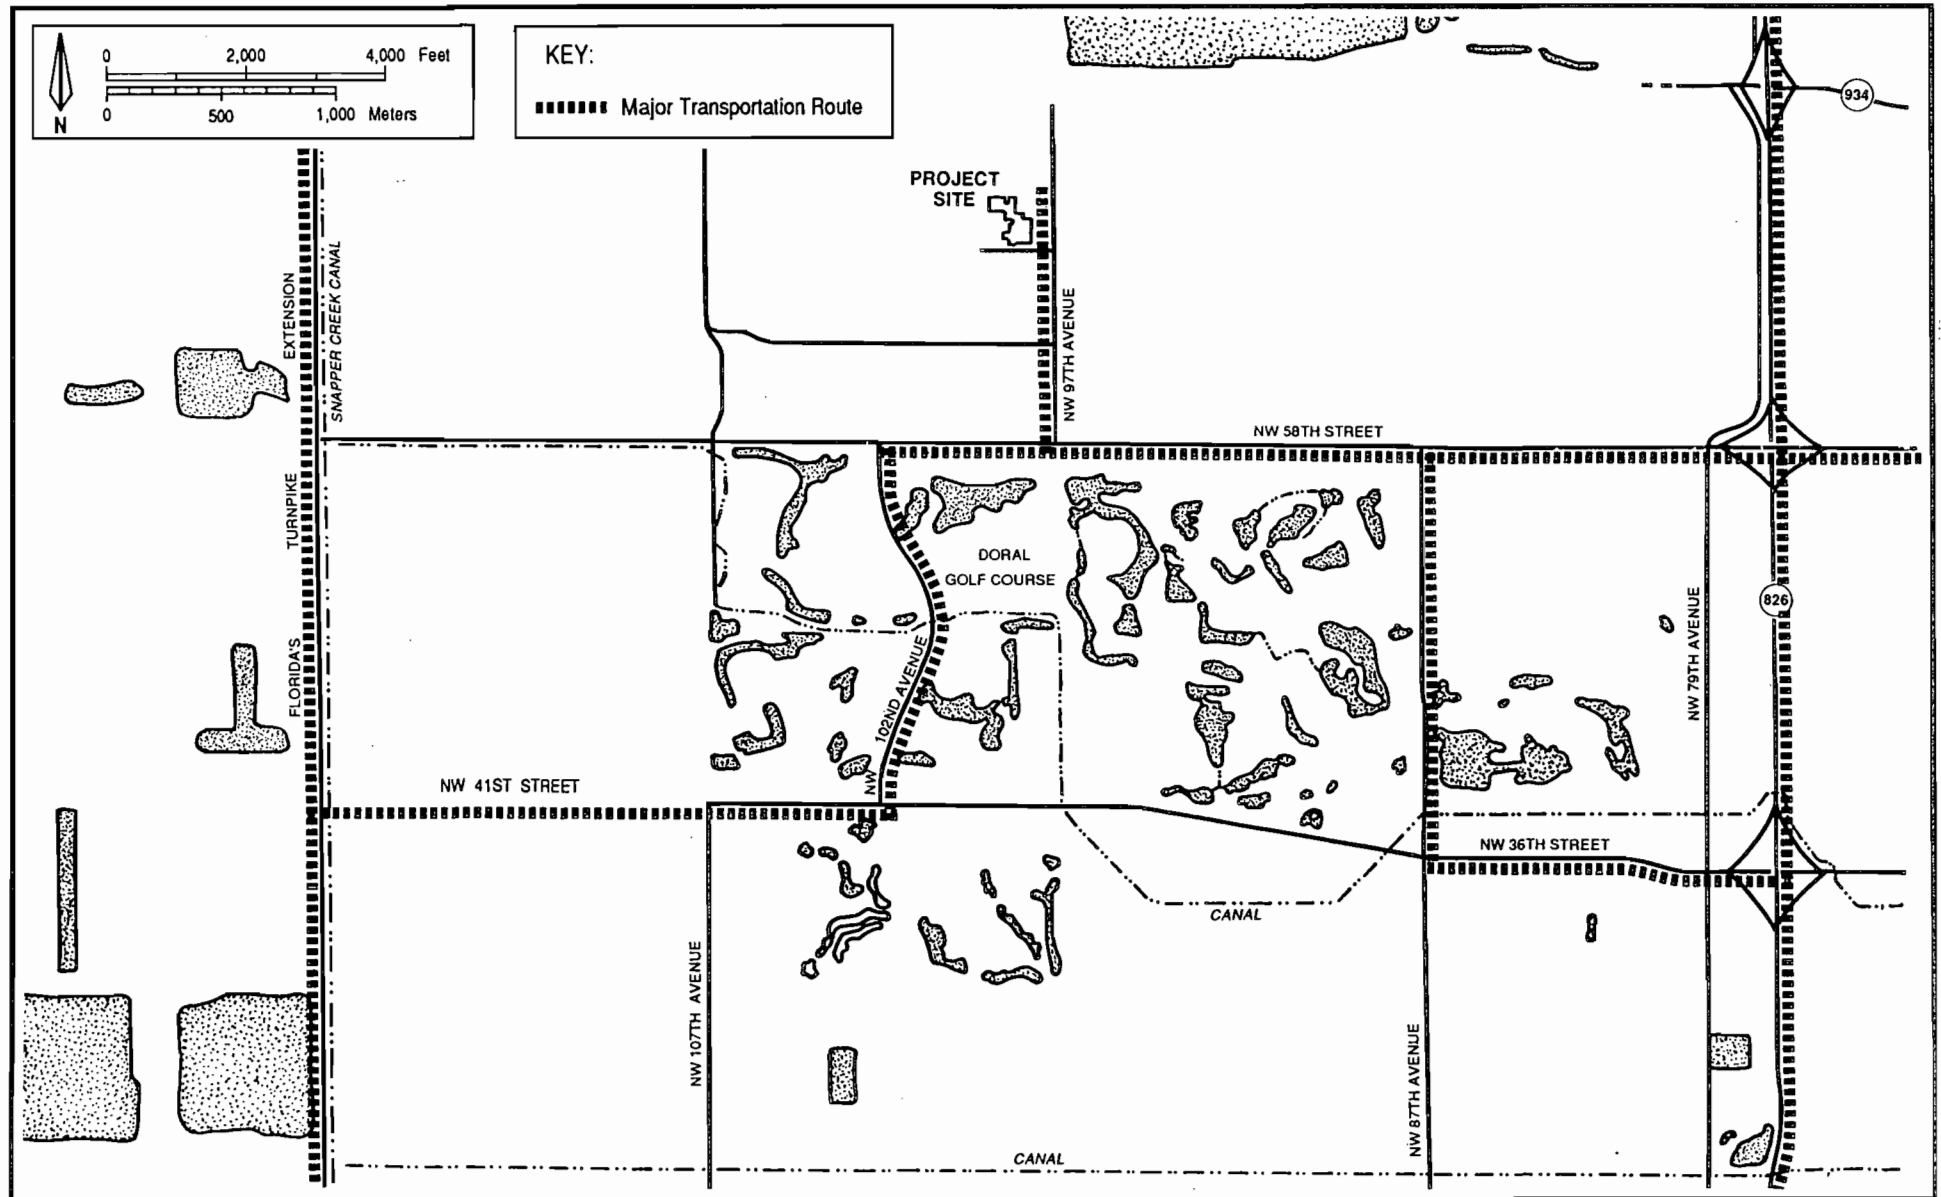 0 2,000 4,000 Feet
0 500 1,000 Meters
N
KEY:
Major Transportation Route
934
PROJECT
SITE
FLORIDA'S TURNPIKE EXTENSION
SNAPPER CREEK CANAL
NW 97TH AVENUE
NW 58TH STREET
DORAL
GOLF COURSE
NW 102ND AVENUE
NW 79TH AVENUE
826
NW 41ST STREET
NW 36TH STREET
CANAL
NW 107TH AVENUE
NW 87TH AVENUE
CANAL